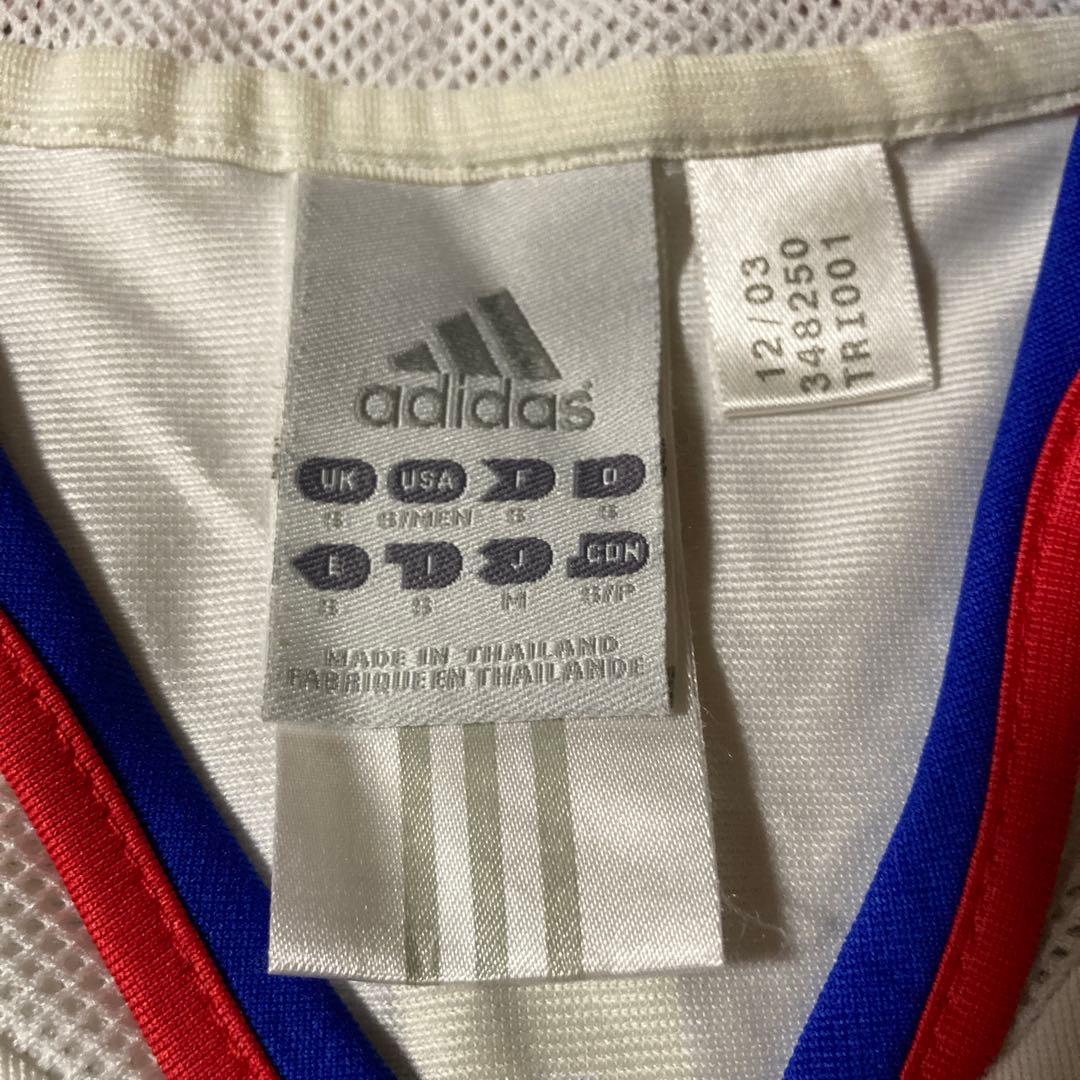 adidas
UK USA F D
S S/MEN S S
E I J CDN
S S M S/P
MADE IN THAILAND
FABRIQUE EN THAILANDE
12/03
348250
TRI001